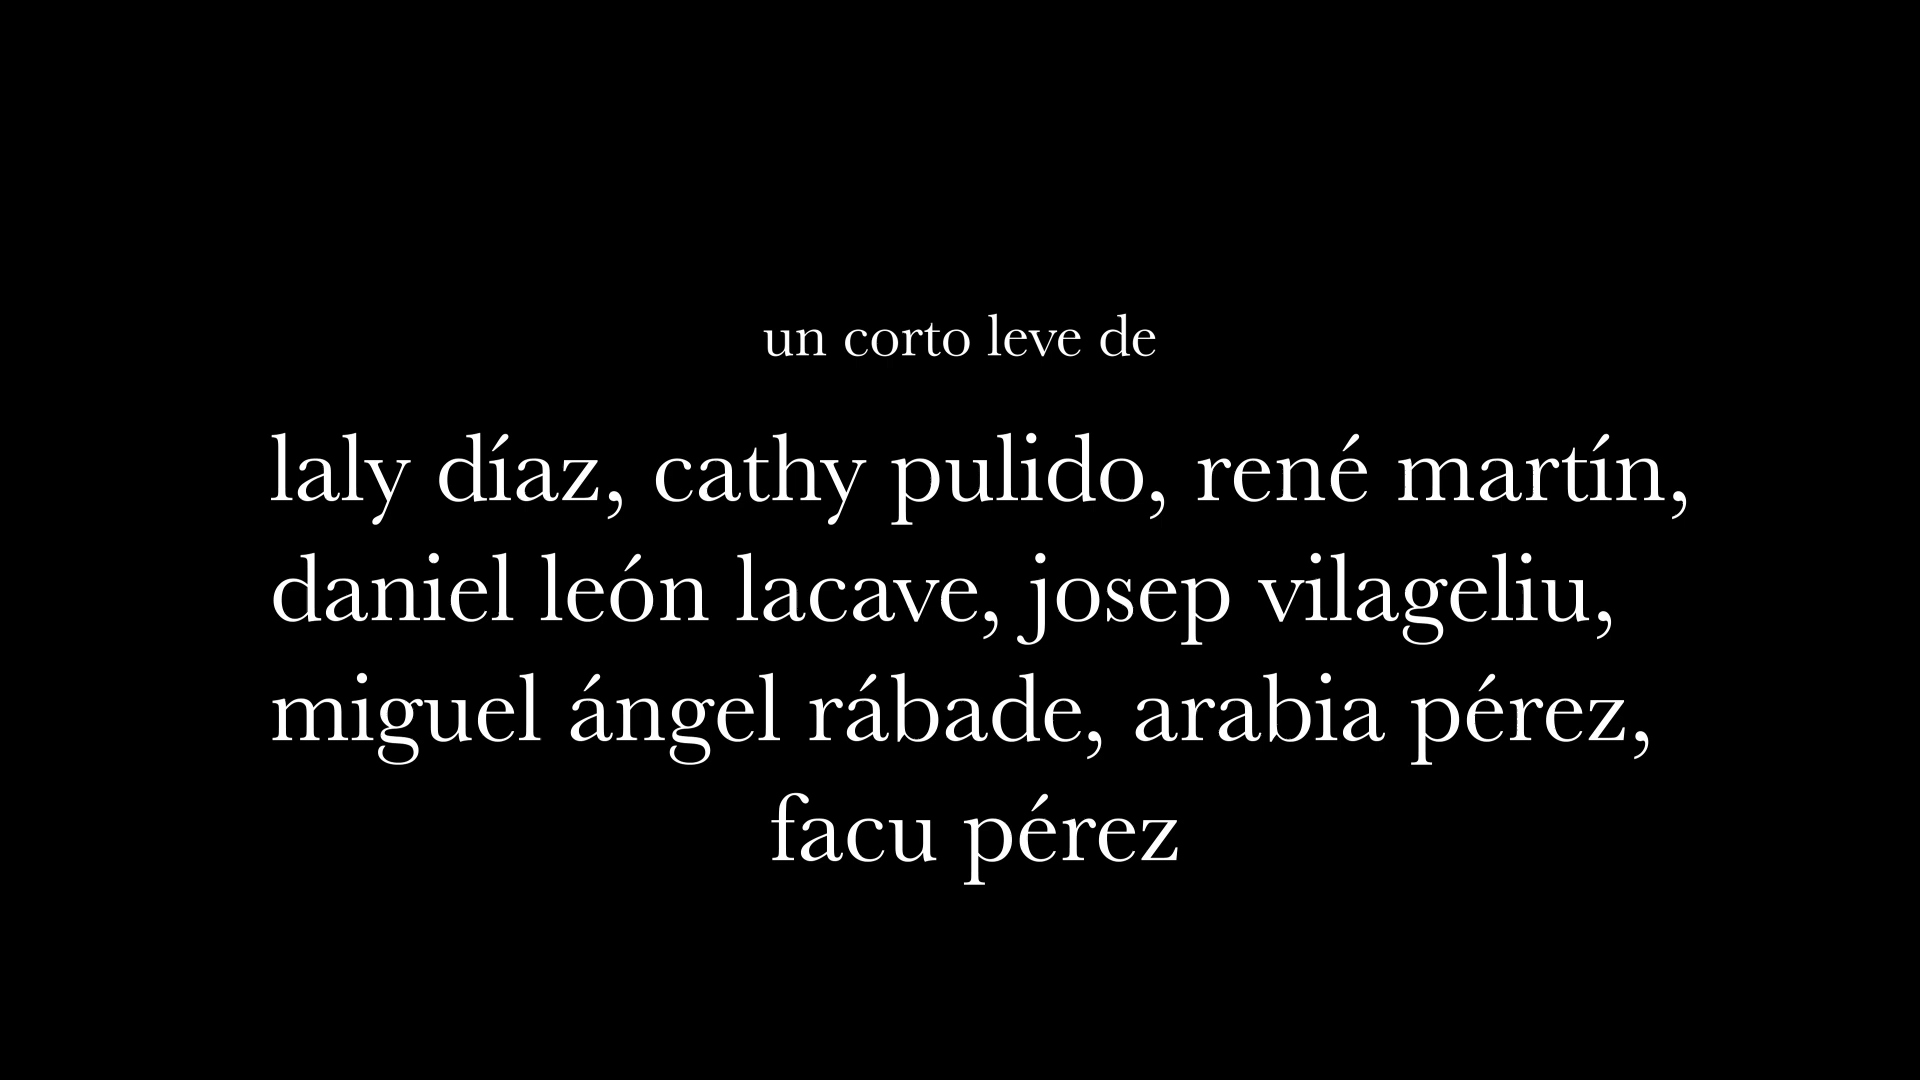 un corto leve de
laly díaz, cathy pulido, rené martín,
daniel león lacave, josep vilageliu,
miguel ángel rábade, arabia pérez,
facu pérez